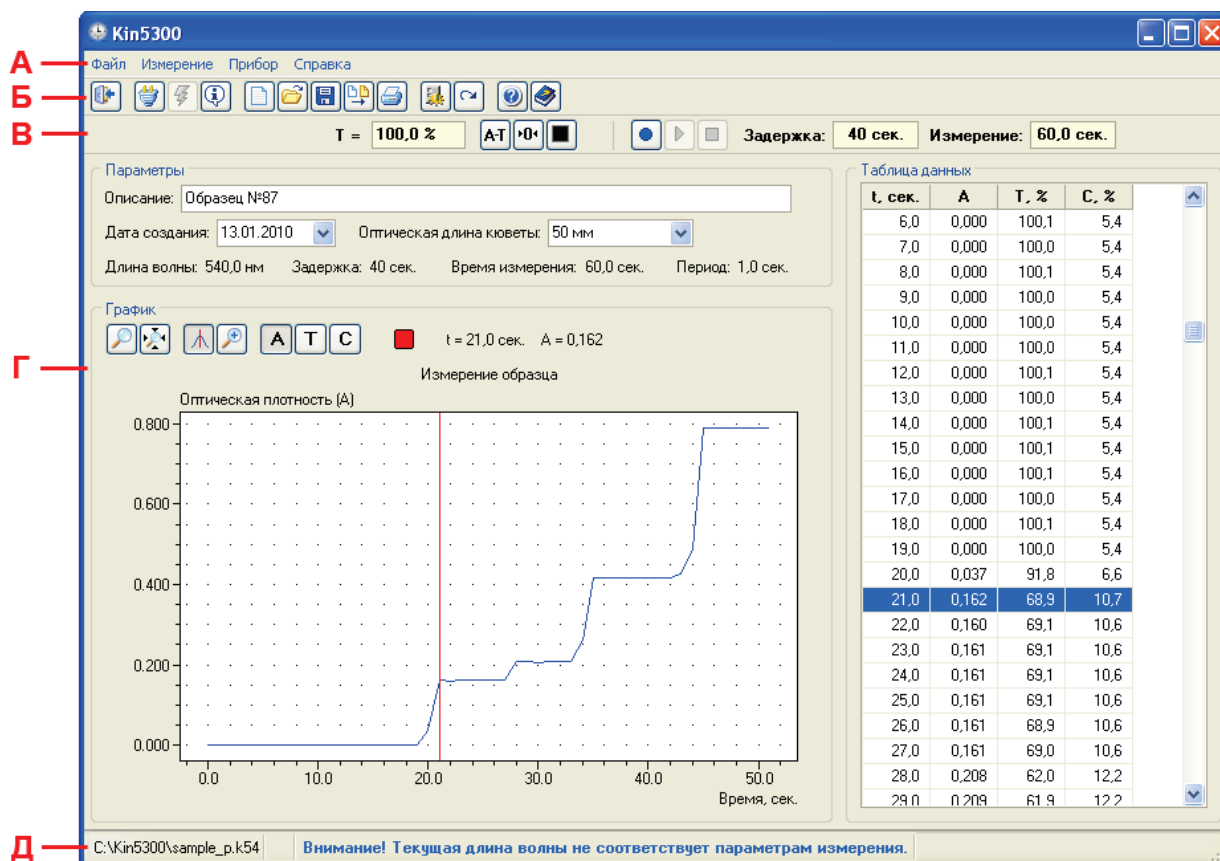 Kin5300
А
Файл Измерение Прибор Справка
Б
В
T = 100,0 % A-T 0 Задержка: 40 сек. Измерение: 60,0 сек.
Параметры
Описание: Образец №87
Дата создания: 13.01.2010 Оптическая длина кюветы: 50 мм
Длина волны: 540,0 нм Задержка: 40 сек. Время измерения: 60,0 сек. Период: 1,0 сек.
График
A T C t = 21,0 сек. A = 0,162
Г
Измерение образца
Оптическая плотность (A)
0.800
0.600
0.400
0.200
0.000
0.0 10.0 20.0 30.0 40.0 50.0
Время, сек.
Таблица данных
t, сек. A T, % C, %
6,0 0,000 100,1 5,4
7,0 0,000 100,0 5,4
8,0 0,000 100,1 5,4
9,0 0,000 100,0 5,4
10,0 0,000 100,1 5,4
11,0 0,000 100,0 5,4
12,0 0,000 100,1 5,4
13,0 0,000 100,0 5,4
14,0 0,000 100,1 5,4
15,0 0,000 100,1 5,4
16,0 0,000 100,1 5,4
17,0 0,000 100,0 5,4
18,0 0,000 100,1 5,4
19,0 0,000 100,0 5,4
20,0 0,037 91,8 6,6
21,0 0,162 68,9 10,7
22,0 0,160 69,1 10,6
23,0 0,161 69,1 10,6
24,0 0,161 69,1 10,6
25,0 0,161 69,1 10,6
26,0 0,161 68,9 10,6
27,0 0,161 69,0 10,6
28,0 0,208 62,0 12,2
29,0 0,209 61,9 12,2
Д
C:\Kin5300\sample_p.k54 Внимание! Текущая длина волны не соответствует параметрам измерения.